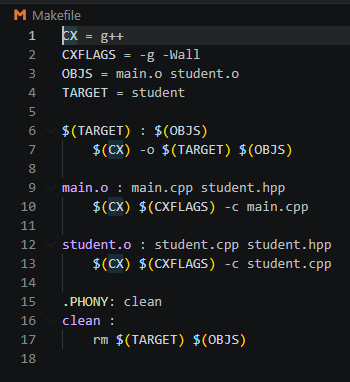 M Makefile
1 CX = g++
2 CXFLAGS = -g -Wall
3 OBJS = main.o student.o
4 TARGET = student
5
6 $(TARGET) : $(OBJS)
7     $(CX) -o $(TARGET) $(OBJS)
8
9 main.o : main.cpp student.hpp
10     $(CX) $(CXFLAGS) -c main.cpp
11
12 student.o : student.cpp student.hpp
13     $(CX) $(CXFLAGS) -c student.cpp
14
15 .PHONY: clean
16 clean :
17     rm $(TARGET) $(OBJS)
18